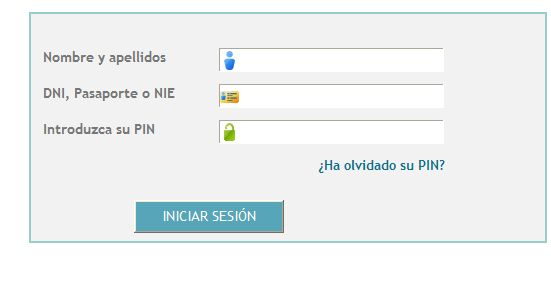 Nombre y apellidos
DNI, Pasaporte o NIE
Introduzca su PIN
¿Ha olvidado su PIN?
INICIAR SESIÓN